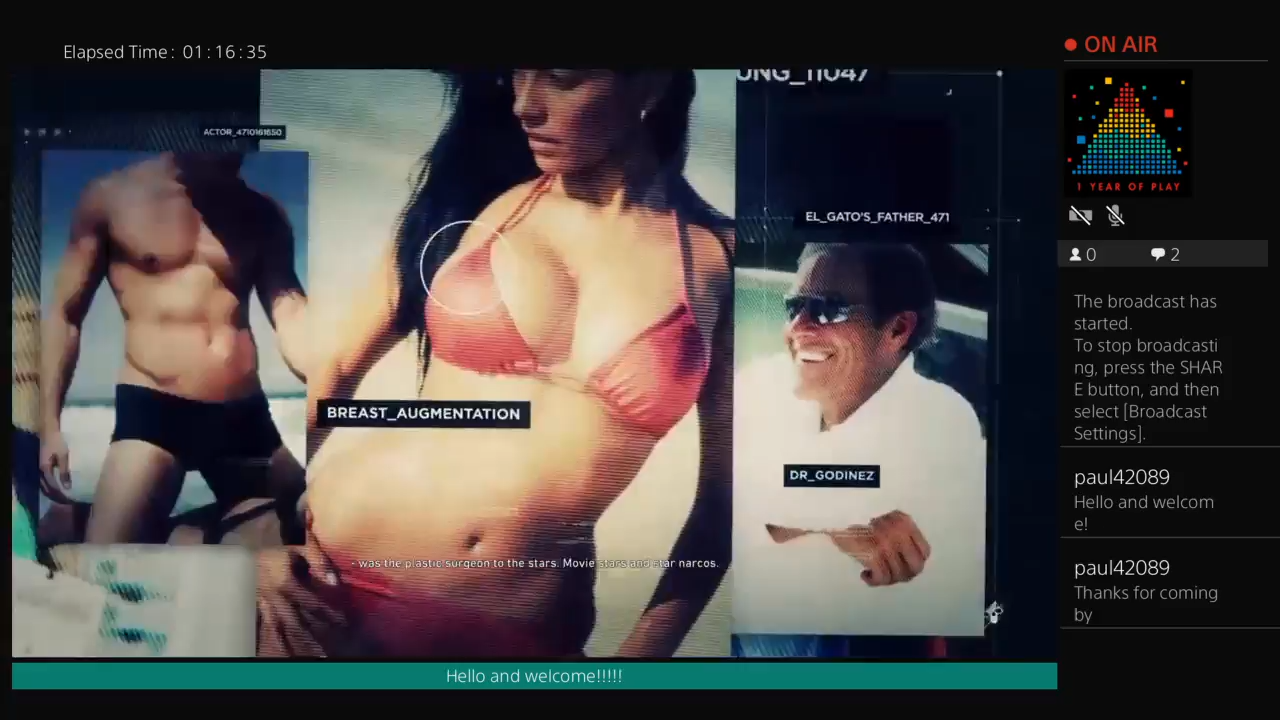 Elapsed Time: 01:16:35
ON AIR
UNG_11047
ACTOR_4710161650
1 YEAR OF PLAY
EL_GATO'S_FATHER_471
0 2
The broadcast has
started.
To stop broadcasti
ng, press the SHAR
E button, and then
select [Broadcast
Settings].
BREAST_AUGMENTATION
DR_GODINEZ
paul42089
Hello and welcom
e!
- was the plastic surgeon to the stars. Movie stars and star narcos.
paul42089
Thanks for coming
by
Hello and welcome!!!!!